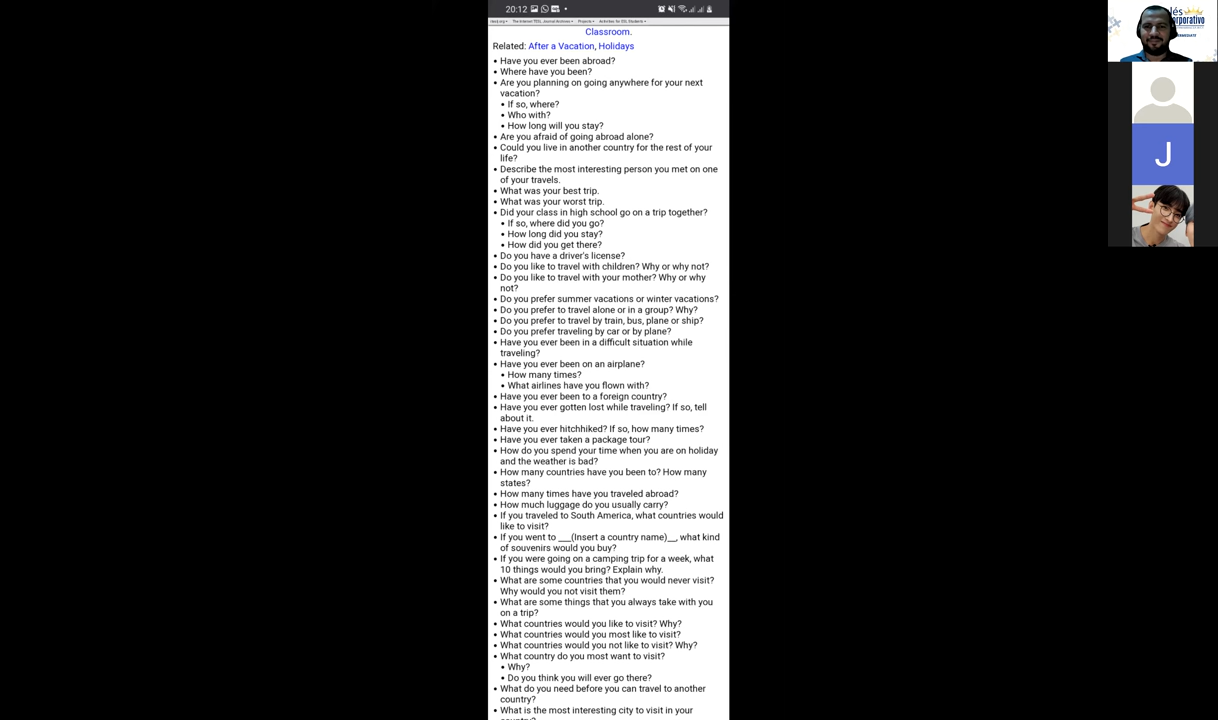 20:12
The Internet TESL Journal Archives Projects Activities for ESL Students
Classroom.
Related: After a Vacation, Holidays
• Have you ever been abroad?
• Where have you been?
• Are you planning on going anywhere for your next
vacation?
• If so, where?
• Who with?
• How long will you stay?
• Are you afraid of going abroad alone?
• Could you live in another country for the rest of your
life?
• Describe the most interesting person you met on one
of your travels.
• What was your best trip.
• What was your worst trip.
• Did your class in high school go on a trip together?
• If so, where did you go?
• How long did you stay?
• How did you get there?
• Do you have a driver's license?
• Do you like to travel with children? Why or why not?
• Do you like to travel with your mother? Why or why
not?
• Do you prefer summer vacations or winter vacations?
• Do you prefer to travel alone or in a group? Why?
• Do you prefer to travel by train, bus, plane or ship?
• Do you prefer traveling by car or by plane?
• Have you ever been in a difficult situation while
traveling?
• Have you ever been on an airplane?
• How many times?
• What airlines have you flown with?
• Have you ever been to a foreign country?
• Have you ever gotten lost while traveling? If so, tell
about it.
• Have you ever hitchhiked? If so, how many times?
• Have you ever taken a package tour?
• How do you spend your time when you are on holiday
and the weather is bad?
• How many countries have you been to? How many
states?
• How many times have you traveled abroad?
• How much luggage do you usually carry?
• If you traveled to South America, what countries would
like to visit?
• If you went to ___(Insert a country name)__, what kind
of souvenirs would you buy?
• If you were going on a camping trip for a week, what
10 things would you bring? Explain why.
• What are some countries that you would never visit?
Why would you not visit them?
• What are some things that you always take with you
on a trip?
• What countries would you like to visit? Why?
• What countries would you most like to visit?
• What countries would you not like to visit? Why?
• What country do you most want to visit?
• Why?
• Do you think you will ever go there?
• What do you need before you can travel to another
country?
• What is the most interesting city to visit in your
country?
J